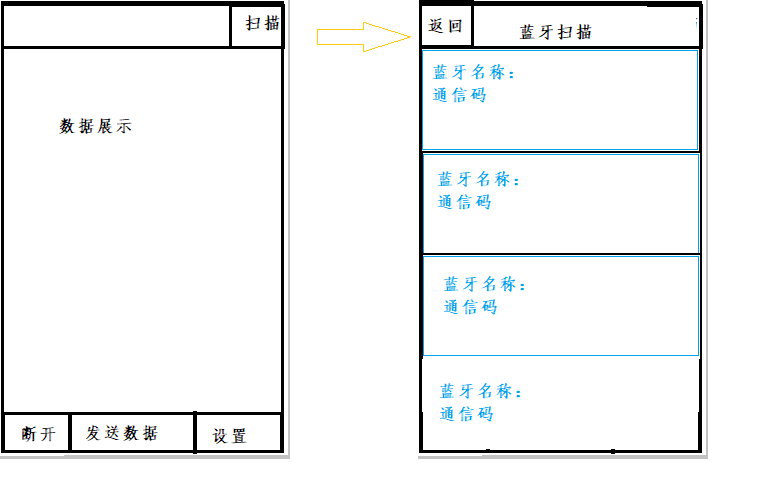 扫描
数据展示
断开
发送数据
设置
返回
蓝牙扫描
蓝牙名称：
通信码
蓝牙名称：
通信码
蓝牙名称：
通信码
蓝牙名称：
通信码